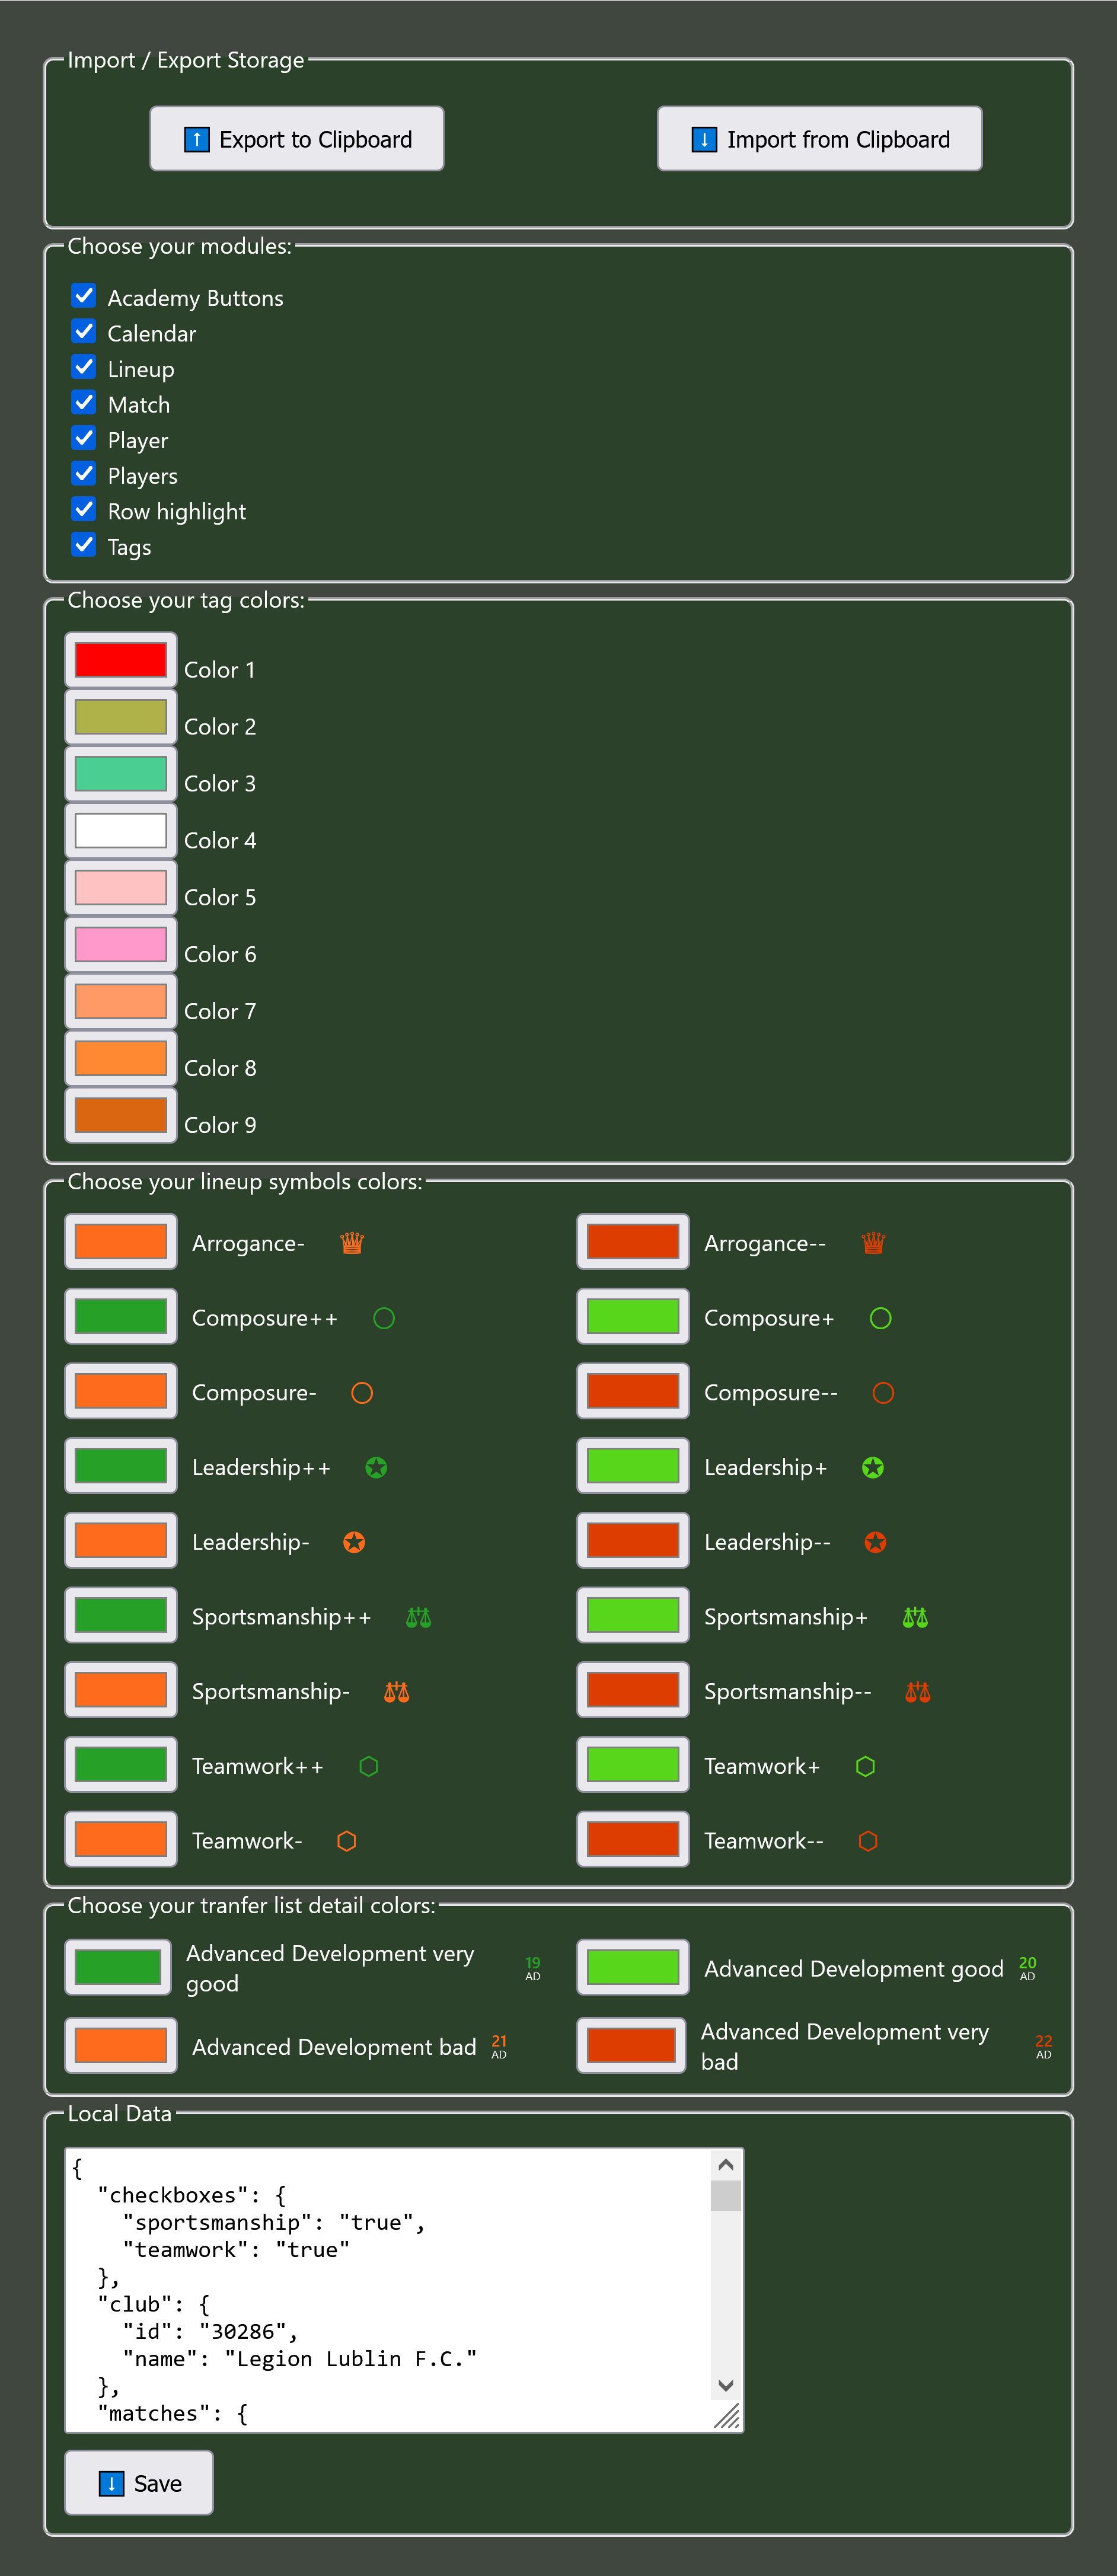 Import / Export Storage
Export to Clipboard
Import from Clipboard
Choose your modules:
Academy Buttons
Calendar
Lineup
Match
Player
Players
Row highlight
Tags
Choose your tag colors:
Color 1
Color 2
Color 3
Color 4
Color 5
Color 6
Color 7
Color 8
Color 9
Choose your lineup symbols colors:
Arrogance-
Arrogance--
Composure++
Composure+
Composure-
Composure--
Leadership++
Leadership+
Leadership-
Leadership--
Sportsmanship++
Sportsmanship+
Sportsmanship-
Sportsmanship--
Teamwork++
Teamwork+
Teamwork-
Teamwork--
Choose your tranfer list detail colors:
Advanced Development very
good
19
AD
Advanced Development good
20
AD
Advanced Development bad
21
AD
Advanced Development very
bad
22
AD
Local Data
{
"checkboxes": {
"sportsmanship": "true",
"teamwork": "true"
},
"club": {
"id": "30286",
"name": "Legion Lublin F.C."
},
"matches": {
Save